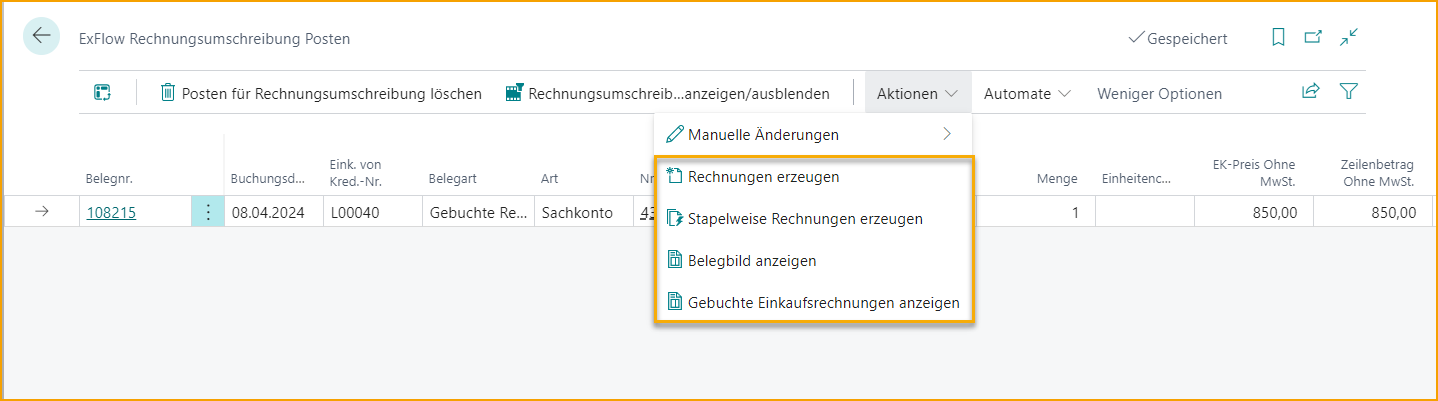 ExFlow Rechnungsumschreibung Posten
Gespeichert
Posten für Rechnungsumschreibung löschen
Rechnungsumschreib...anzeigen/ausblenden
Aktionen
Automate
Weniger Optionen
Manuelle Änderungen
Rechnungen erzeugen
Stapelweise Rechnungen erzeugen
Belegbild anzeigen
Gebuchte Einkaufsrechnungen anzeigen
Belegnr.
Buchungsd...
Eink. von
Kred.-Nr.
Belegart
Art
Nr
Menge
Einheitenc...
EK-Preis Ohne
MwSt.
Zeilenbetrag
Ohne MwSt.
108215 08.04.2024 L00040 Gebuchte Re... Sachkonto 43 1 850,00 850,00